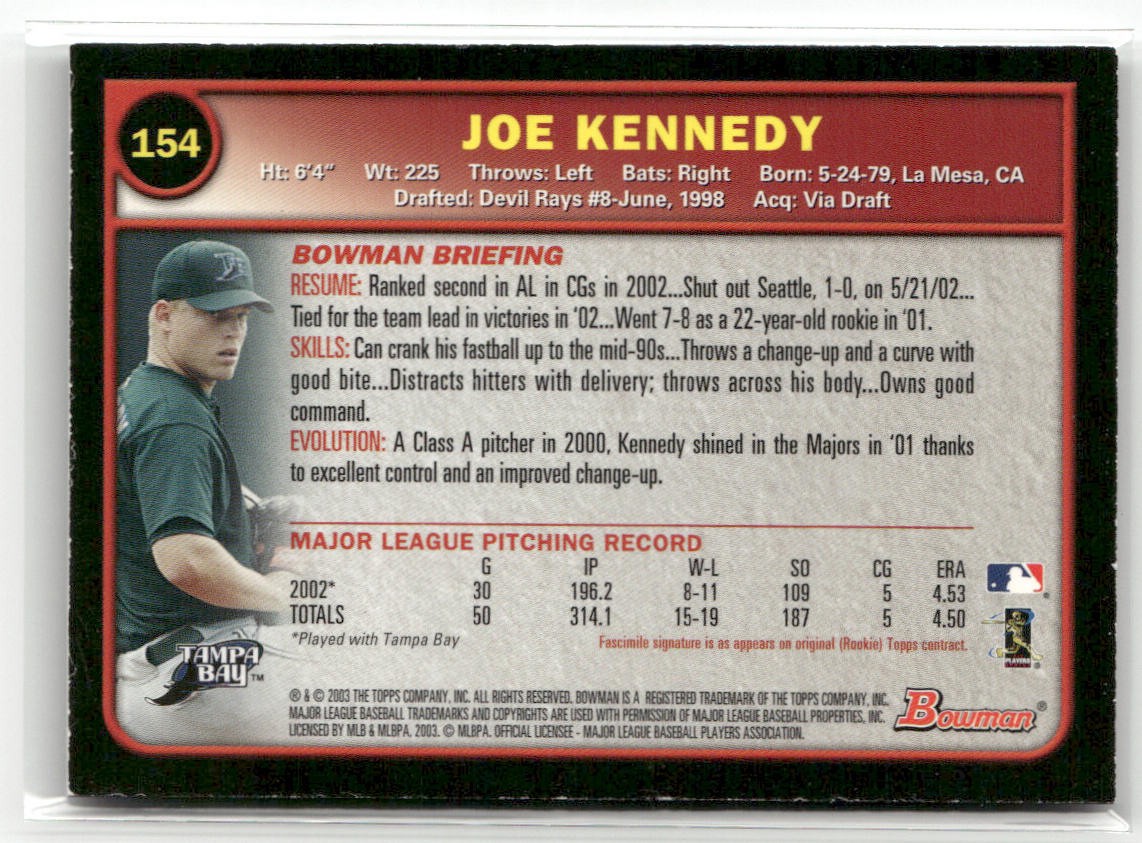 154
JOE KENNEDY
Ht: 6'4" Wt: 225 Throws: Left Bats: Right Born: 5-24-79, La Mesa, CA
Drafted: Devil Rays #8-June, 1998 Acq: Via Draft
BOWMAN BRIEFING
RESUME: Ranked second in AL in CGs in 2002...Shut out Seattle, 1-0, on 5/21/02...
Tied for the team lead in victories in '02...Went 7-8 as a 22-year-old rookie in '01.
SKILLS: Can crank his fastball up to the mid-90s...Throws a change-up and a curve with
good bite...Distracts hitters with delivery; throws across his body...Owns good
command.
EVOLUTION: A Class A pitcher in 2000, Kennedy shined in the Majors in '01 thanks
to excellent control and an improved change-up.
MAJOR LEAGUE PITCHING RECORD
G IP W-L SO CG ERA
2002* 30 196.2 8-11 109 5 4.53
TOTALS 50 314.1 15-19 187 5 4.50
*Played with Tampa Bay
Fascimile signature is as appears on original (Rookie) Topps contract.
PLAYERS
TAMPA
BAY™
® & © 2003 THE TOPPS COMPANY, INC. ALL RIGHTS RESERVED. BOWMAN IS A REGISTERED TRADEMARK OF THE TOPPS COMPANY, INC.
MAJOR LEAGUE BASEBALL TRADEMARKS AND COPYRIGHTS ARE USED WITH PERMISSION OF MAJOR LEAGUE BASEBALL PROPERTIES, INC.
LICENSED BY MLB & MLBPA, 2003. © MLBPA. OFFICIAL LICENSEE - MAJOR LEAGUE BASEBALL PLAYERS ASSOCIATION.
Bowman®